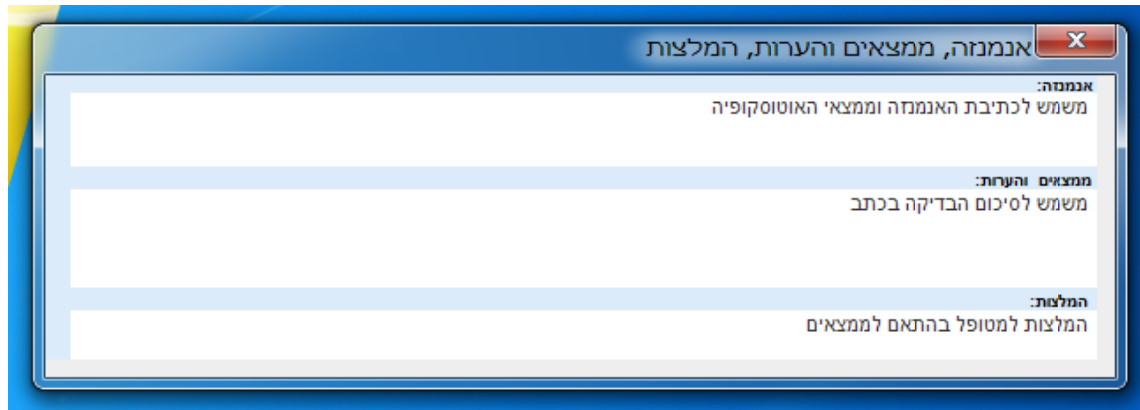 אנמנזה, ממצאים והערות, המלצות
אנמנזה:
משמש לכתיבת האנמנזה וממצאי האוטוסקופיה
ממצאים והערות:
משמש לסיכום הבדיקה בכתב
המלצות:
המלצות למטופל בהתאם לממצאים